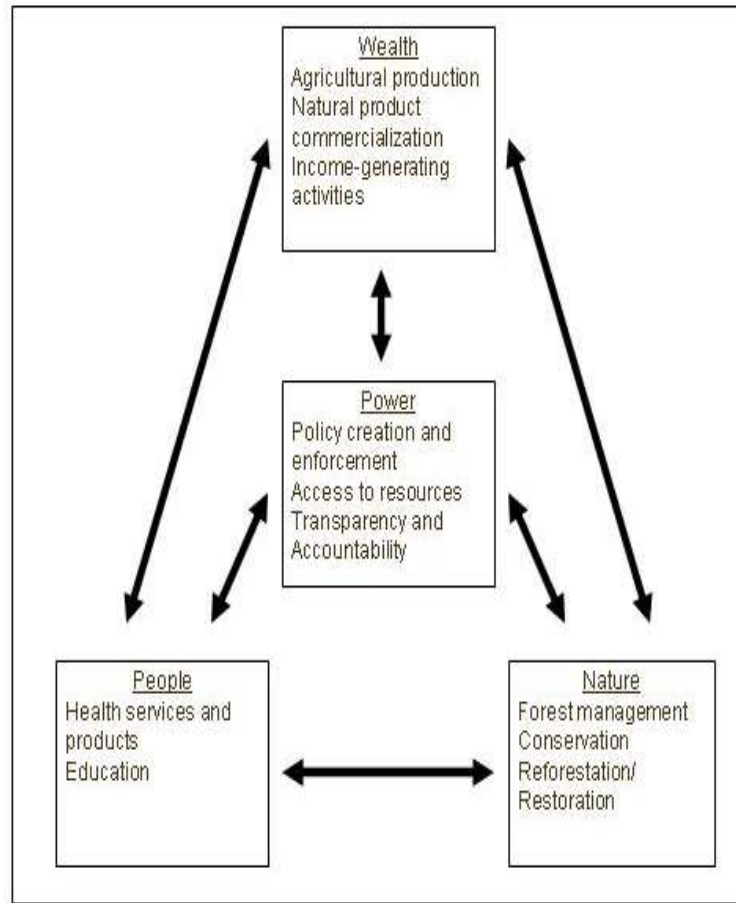 Wealth
Agricultural production
Natural product
commercialization
Income-generating
activities
Power
Policy creation and
enforcement
Access to resources
Transparency and
Accountability
People
Health services and
products
Education
Nature
Forest management
Conservation
Reforestation/
Restoration